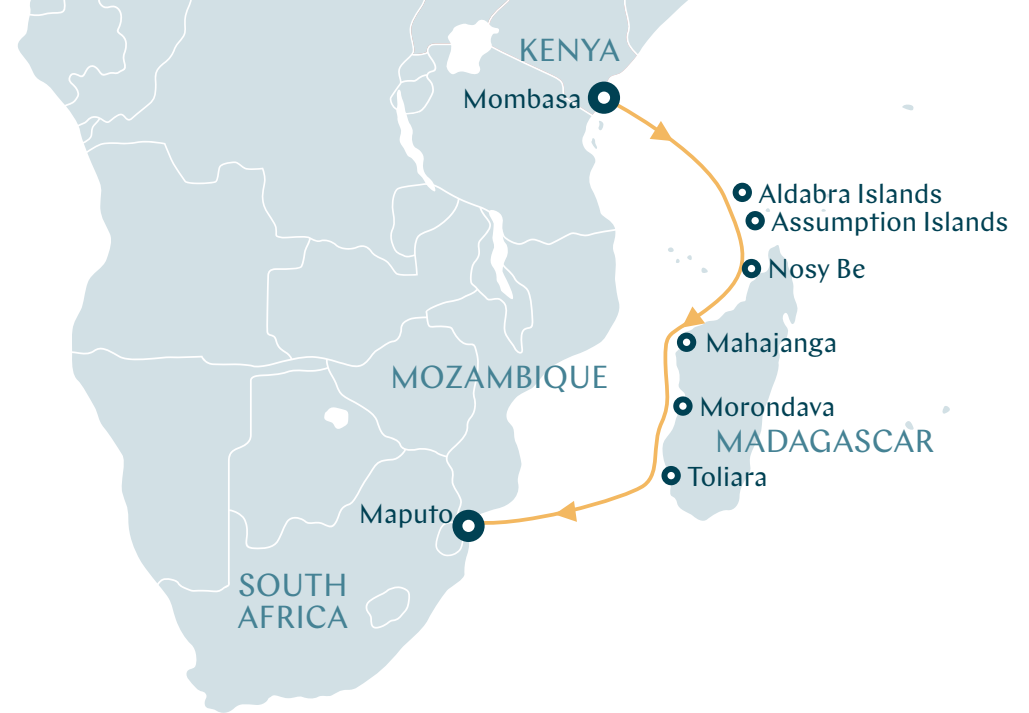 KENYA
Mombasa
Aldabra Islands
Assumption Islands
Nosy Be
Mahajanga
MOZAMBIQUE
Morondava
MADAGASCAR
Toliara
Maputo
SOUTH
AFRICA